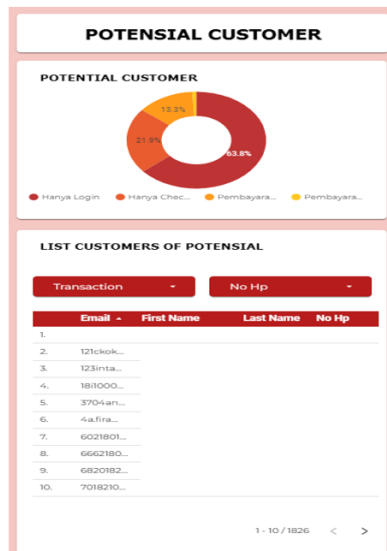 POTENSIAL CUSTOMER
POTENTIAL CUSTOMER
13.3%
21.9%
63.8%
Hanya Login Hanya Chec... Pembayara... Pembayara...
LIST CUSTOMERS OF POTENSIAL
Transaction No Hp
Email First Name Last Name No Hp
1.
2. 121ckok...
3. 123inta...
4. 18i1000...
5. 3704an...
6. 4a.fira...
7. 6021801...
8. 6662180...
9. 6820182...
10. 7018210...
1 - 10 / 1826 < >